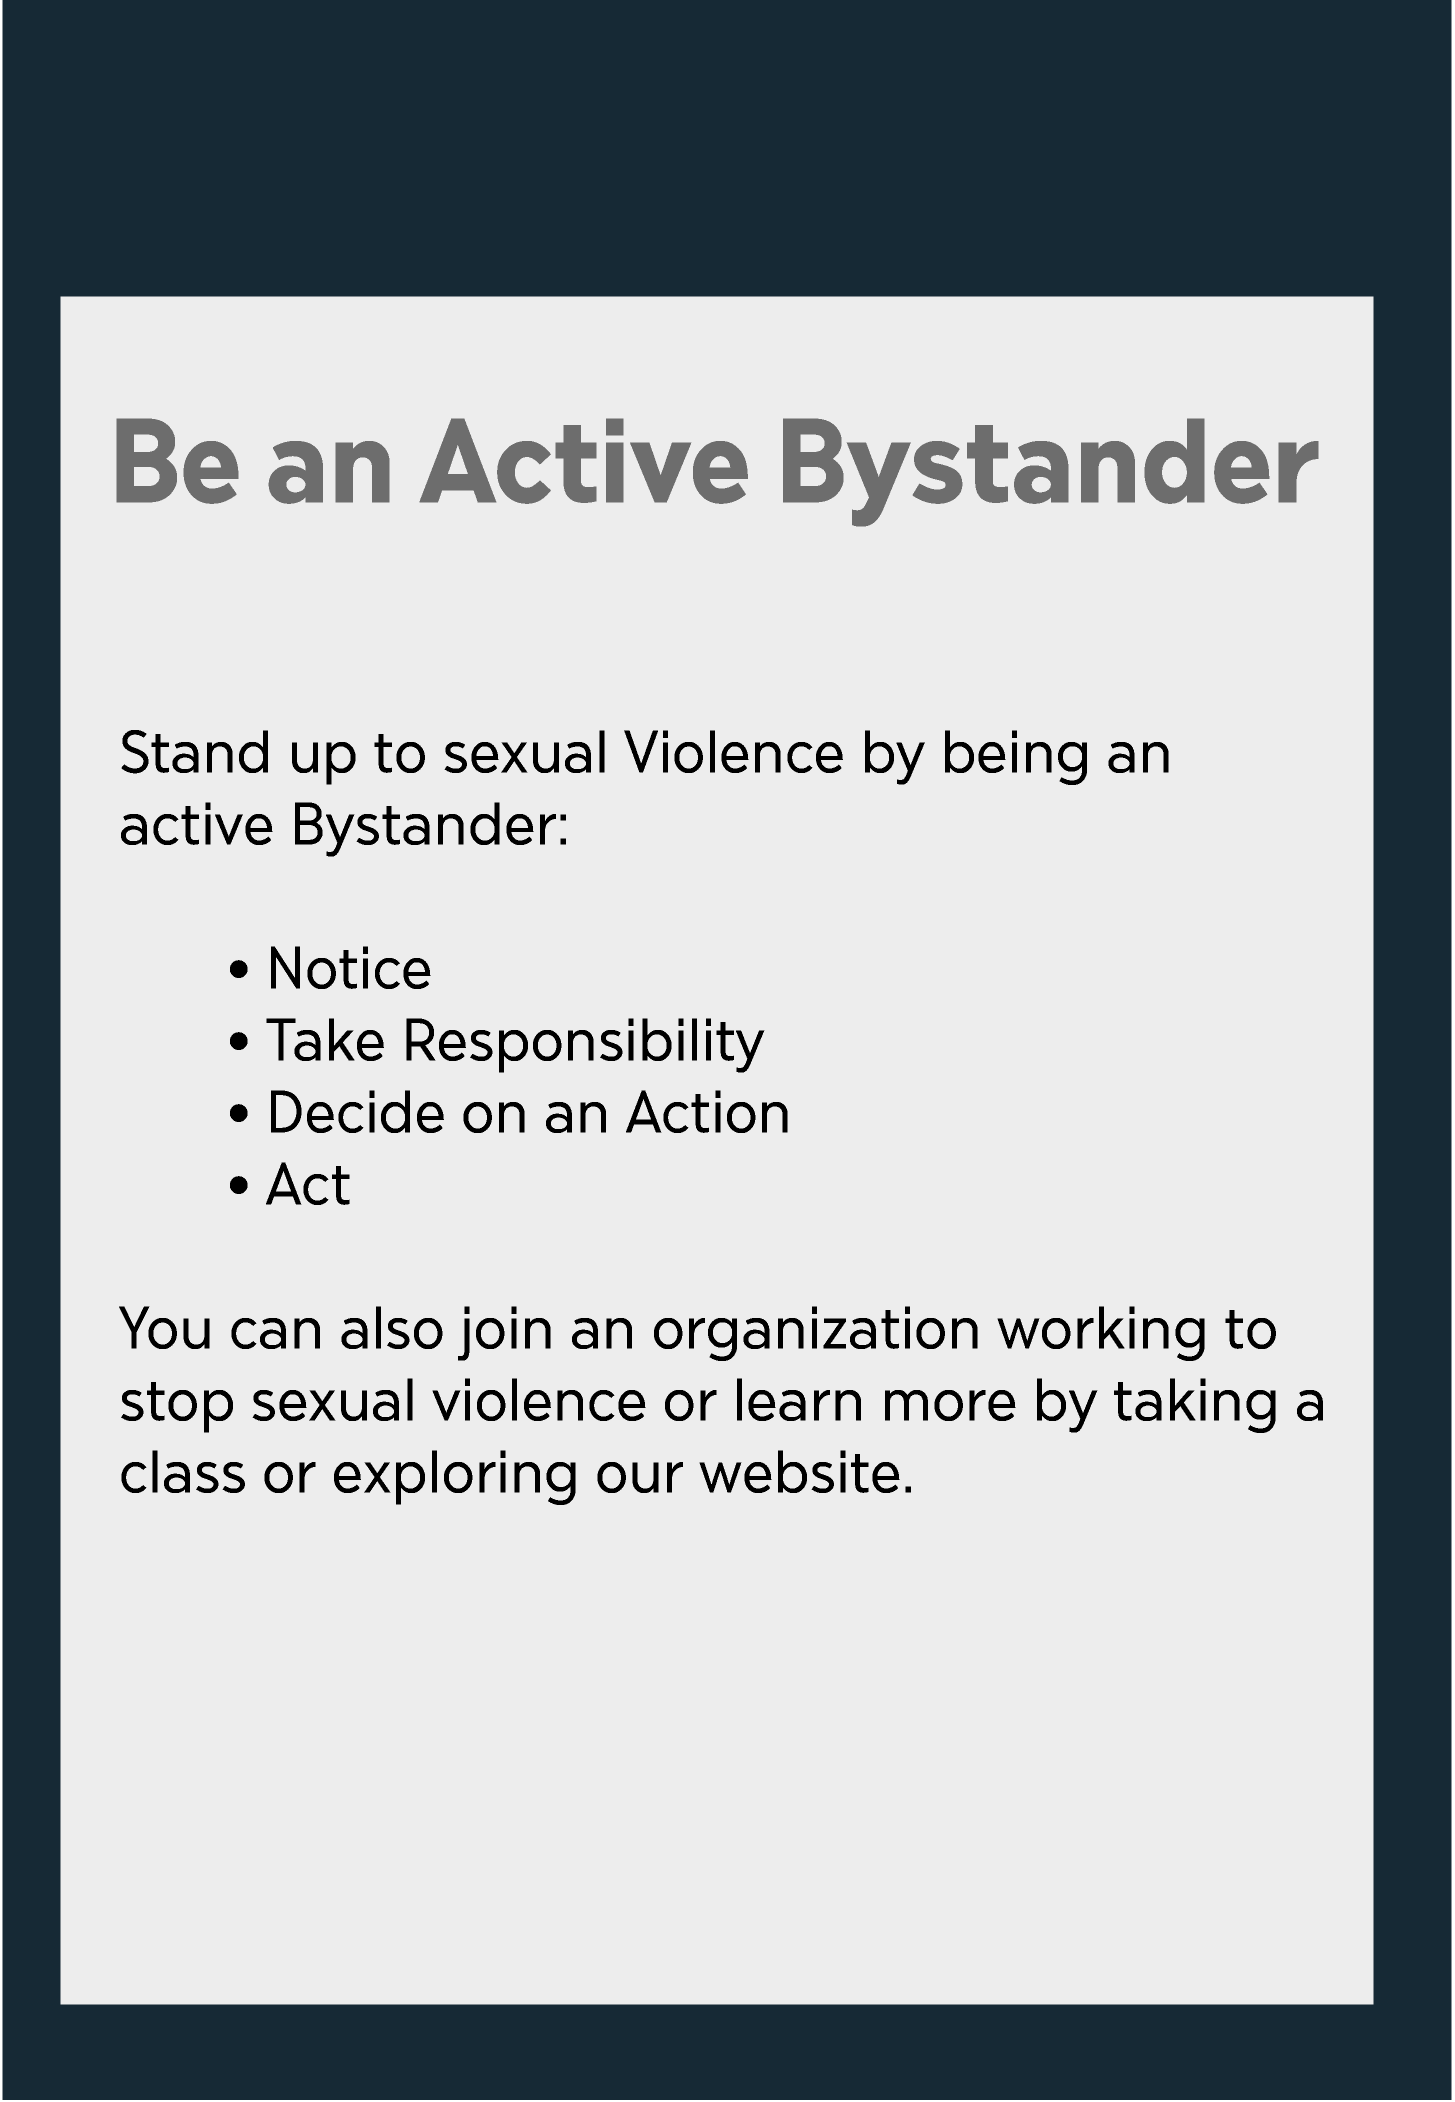 Be an Active Bystander
Stand up to sexual Violence by being an
active Bystander:
• Notice
• Take Responsibility
• Decide on an Action
• Act
You can also join an organization working to
stop sexual violence or learn more by taking a
class or exploring our website.